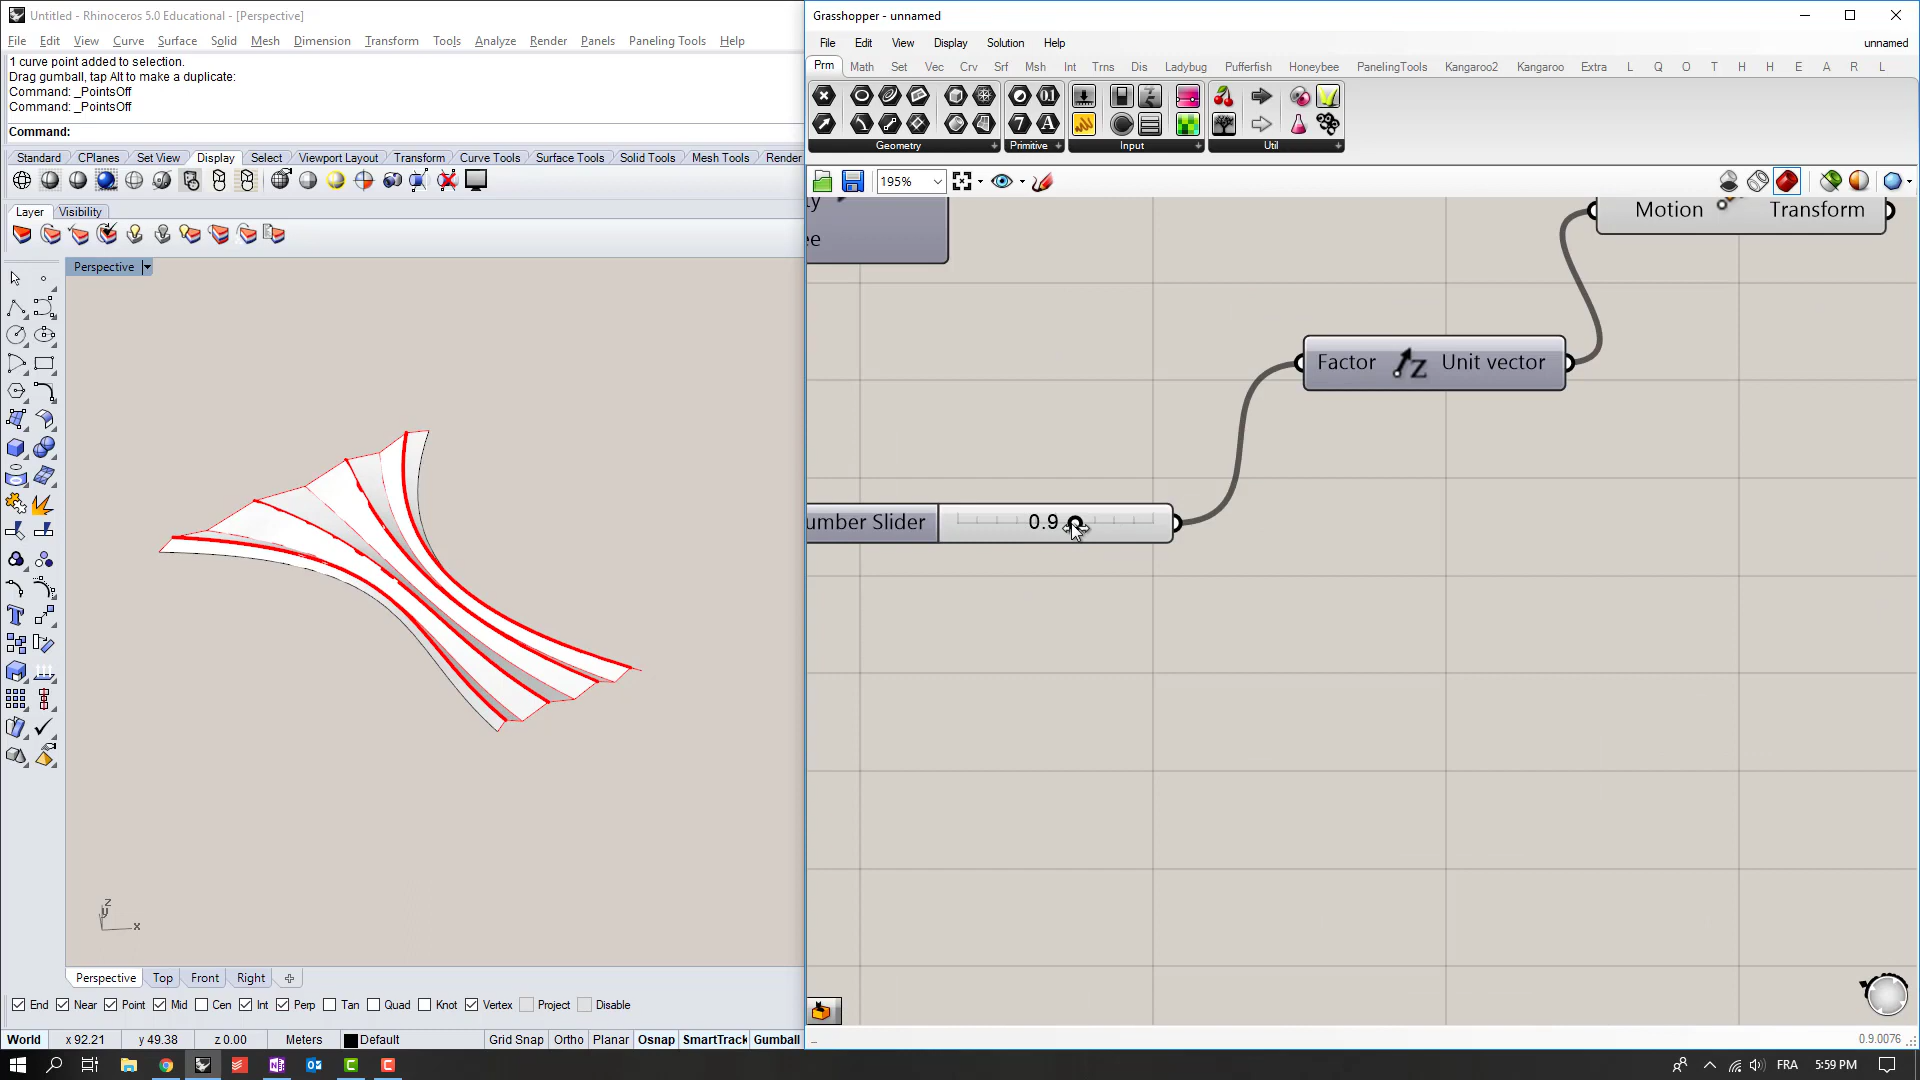 Untitled - Rhinoceros 5.0 Educational - [Perspective]
File Edit View Curve Surface Solid Mesh Dimension Transform Tools Analyze Render Panels Paneling Tools Help
1 curve point added to selection.
Drag gumball, tap Alt to make a duplicate:
Command: _PointsOff
Command: _PointsOff
Command:
Standard CPlanes Set View Display Select Viewport Layout Transform Curve Tools Surface Tools Solid Tools Mesh Tools Render
Layer Visibility
Perspective
z
y
x
Perspective Top Front Right
End Near Point Mid Cen Int Perp Tan Quad Knot Vertex Project Disable
World x 92.21 y 49.38 z 0.00 Meters Default Grid Snap Ortho Planar Osnap SmartTrack Gumball
Grasshopper - unnamed
File Edit View Display Solution Help unnamed
Prm Math Set Vec Crv Srf Msh Int Trns Dis Ladybug Pufferfish Honeybee PanelingTools Kangaroo2 Kangaroo Extra L Q O T H H E A R L
Geometry Primitive Input Util
195%
Motion Transform
ee
Factor Z Unit vector
umber Slider 0.9
0.9.0076
FRA 5:59 PM